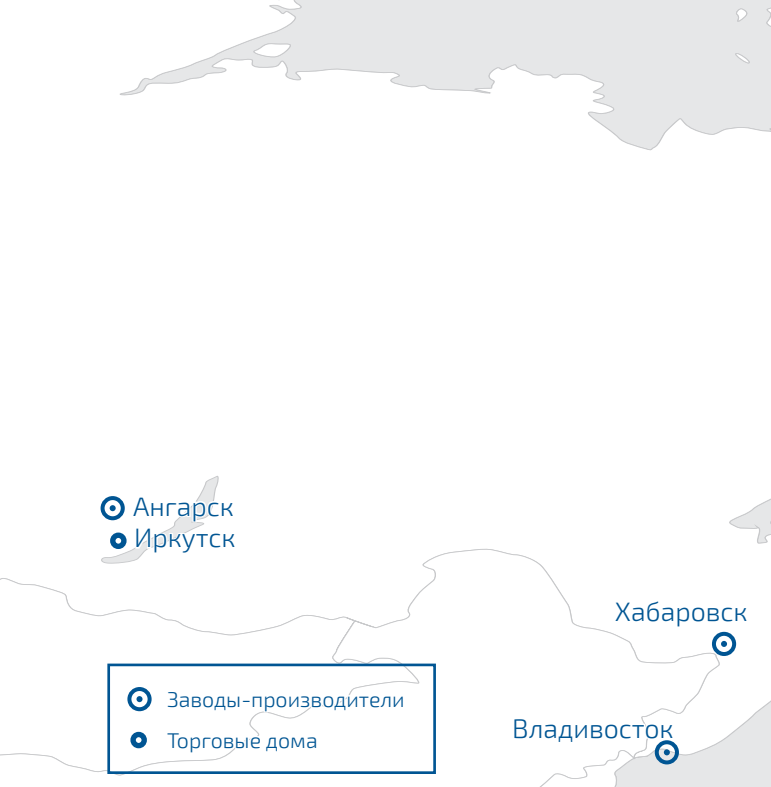 Ангарск
Иркутск
Хабаровск
Владивосток
Заводы-производители
Торговые дома